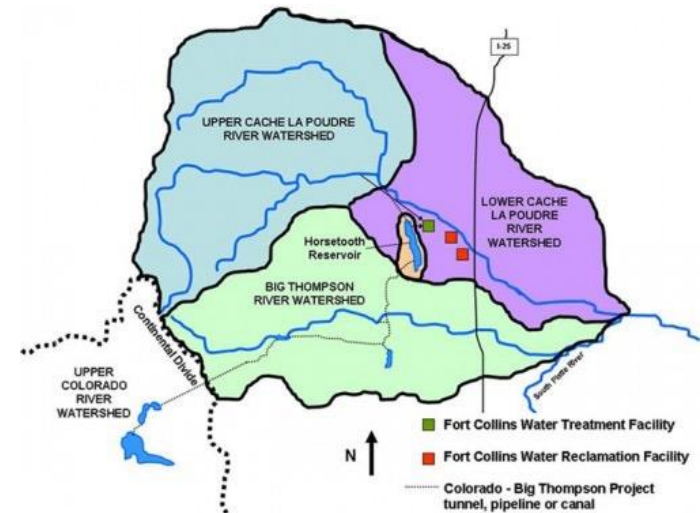 I-25
UPPER CACHE LA POUDRE
RIVER WATERSHED
LOWER CACHE
LA POUDRE
RIVER
WATERSHED
Horsetooth
Reservoir
BIG THOMPSON
RIVER WATERSHED
Continental Divide
UPPER
COLORADO
RIVER
WATERSHED
South Platte River
N
Fort Collins Water Treatment Facility
Fort Collins Water Reclamation Facility
Colorado - Big Thompson Project
tunnel, pipeline or canal